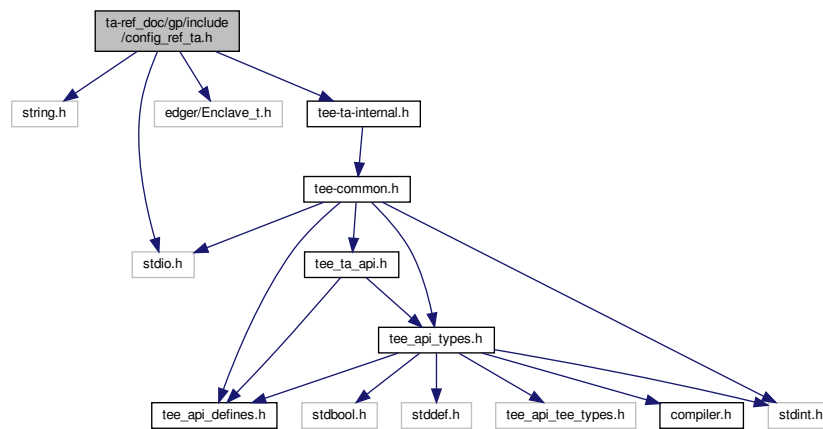 ta-ref_doc/gp/include
/config_ref_ta.h
string.h
edger/Enclave_t.h
tee-ta-internal.h
tee-common.h
stdio.h
tee_ta_api.h
tee_api_types.h
tee_api_defines.h
stdbool.h
stddef.h
tee_api_tee_types.h
compiler.h
stdint.h